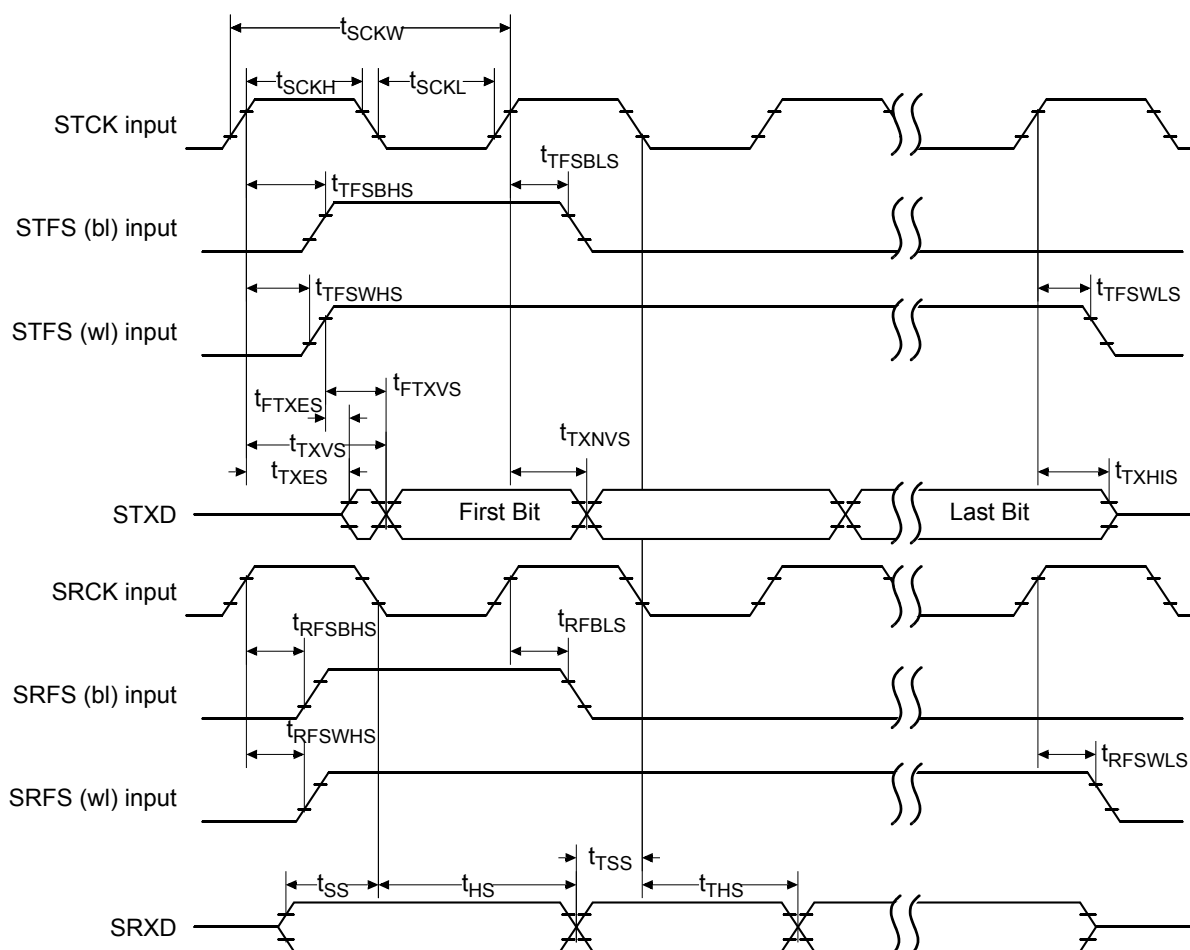 tSCKW
tSCKH
tSCKL
STCK input
tTFSBLS
tTFSBHS
STFS (bl) input
tTFSWHS
tTFSWLS
STFS (wl) input
tFTXVS
tFTXES
tTXVS
tTXNVS
tTXES
tTXHIS
STXD
First Bit
Last Bit
SRCK input
tRFSBHS
tRFBLS
SRFS (bl) input
tRFSWHS
tRFSWLS
SRFS (wl) input
tTSS
tSS
tHS
tTHS
SRXD